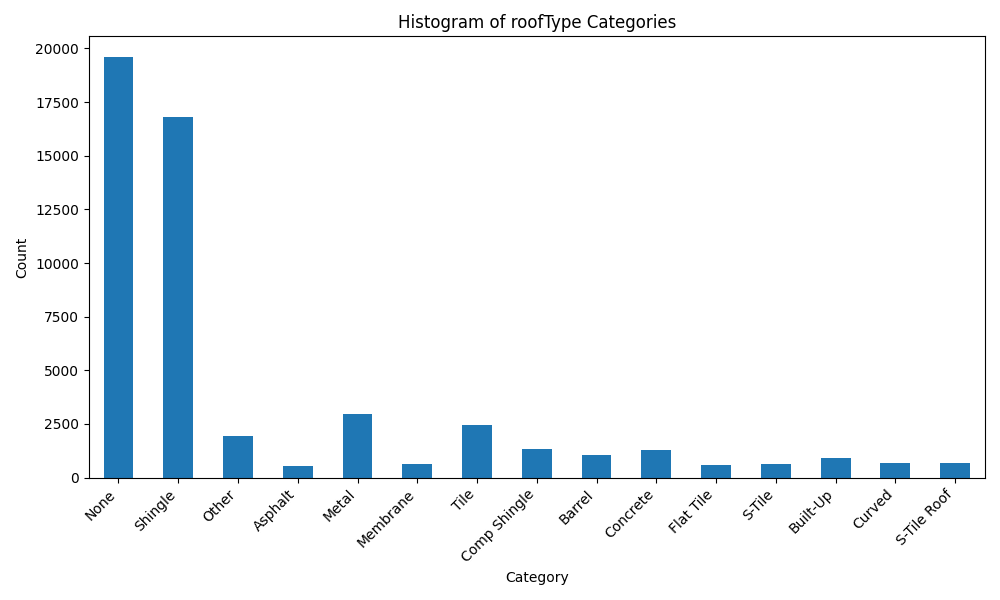 Histogram of roofType Categories
20000
17500
15000
12500
10000
7500
5000
2500
0
Count
None
Shingle
Other
Asphalt
Metal
Membrane
Tile
Comp Shingle
Barrel
Concrete
Flat Tile
S-Tile
Built-Up
Curved
S-Tile Roof
Category